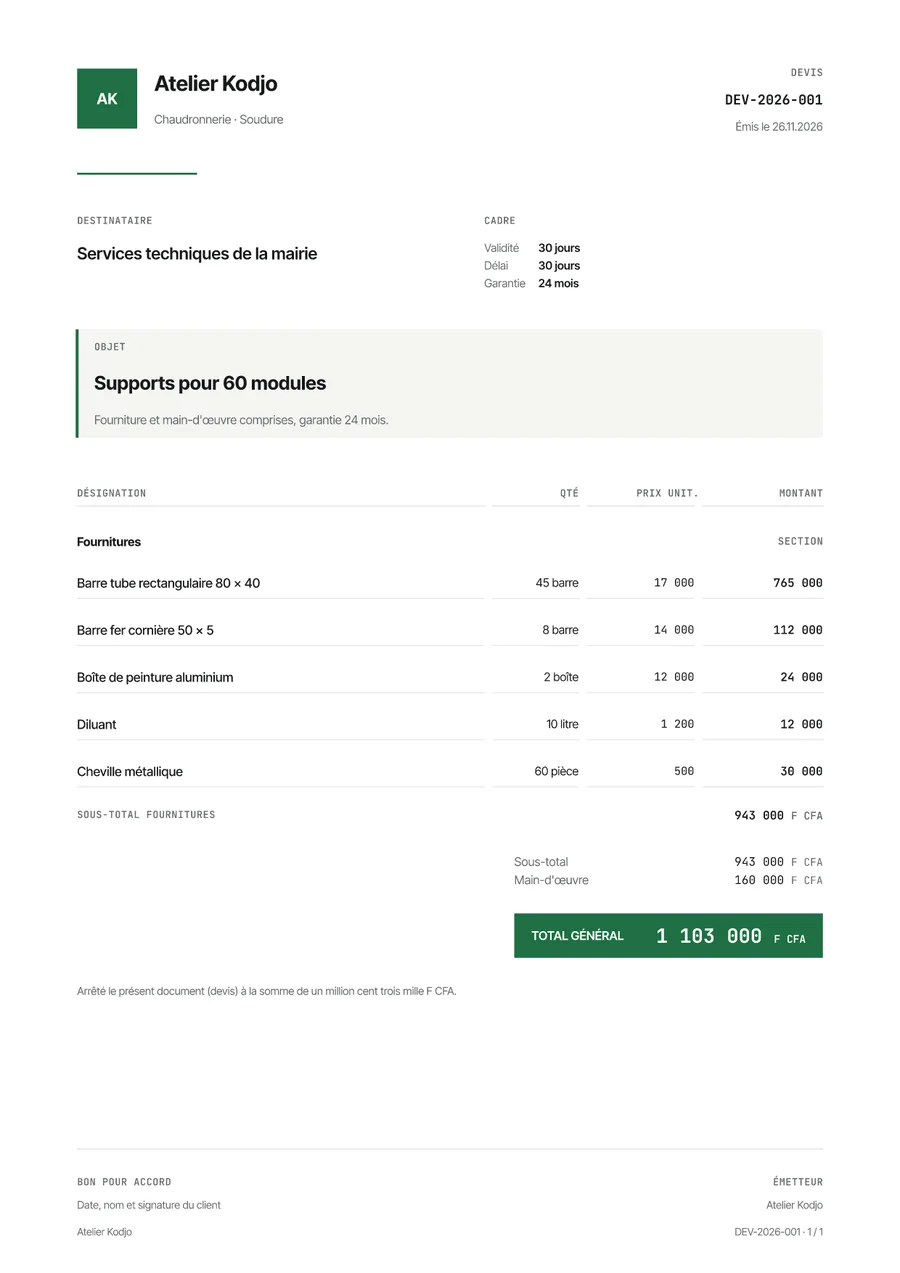 AK
Atelier Kodjo
Chaudronnerie · Soudure
DEVIS
DEV-2026-001
Émis le 26.11.2026
DESTINATAIRE
Services techniques de la mairie
CADRE
Validité 30 jours
Délai 30 jours
Garantie 24 mois
OBJET
Supports pour 60 modules
Fourniture et main-d'œuvre comprises, garantie 24 mois.
DÉSIGNATION QTÉ PRIX UNIT. MONTANT
Fournitures SECTION
Barre tube rectangulaire 80 × 40 45 barre 17 000 765 000
Barre fer cornière 50 × 5 8 barre 14 000 112 000
Boîte de peinture aluminium 2 boîte 12 000 24 000
Diluant 10 litre 1 200 12 000
Cheville métallique 60 pièce 500 30 000
SOUS-TOTAL FOURNITURES 943 000 F CFA
Sous-total 943 000 F CFA
Main-d'œuvre 160 000 F CFA
TOTAL GÉNÉRAL 1 103 000 F CFA
Arrêté le présent document (devis) à la somme de un million cent trois mille F CFA.
BON POUR ACCORD ÉMETTEUR
Date, nom et signature du client Atelier Kodjo
Atelier Kodjo DEV-2026-001 · 1 / 1